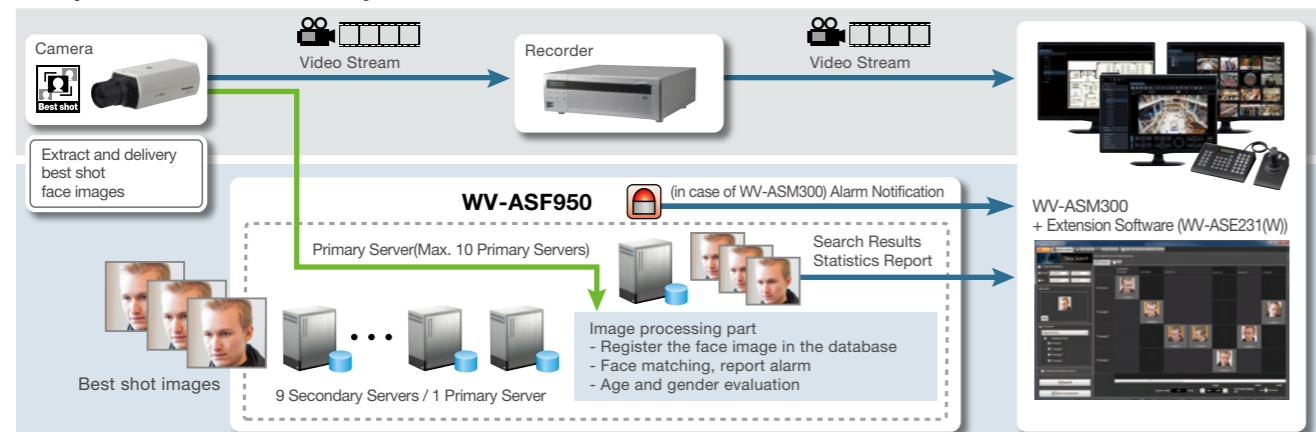 Camera
Best shot
Video Stream
Recorder
Video Stream
Extract and delivery
best shot
face images
WV-ASF950
(in case of WV-ASM300) Alarm Notification
WV-ASM300
+ Extension Software (WV-ASE231(W))
Primary Server(Max. 10 Primary Servers)
Search Results
Statistics Report
Image processing part
- Register the face image in the database
- Face matching, report alarm
- Age and gender evaluation
Best shot images
9 Secondary Servers / 1 Primary Server
Face Search